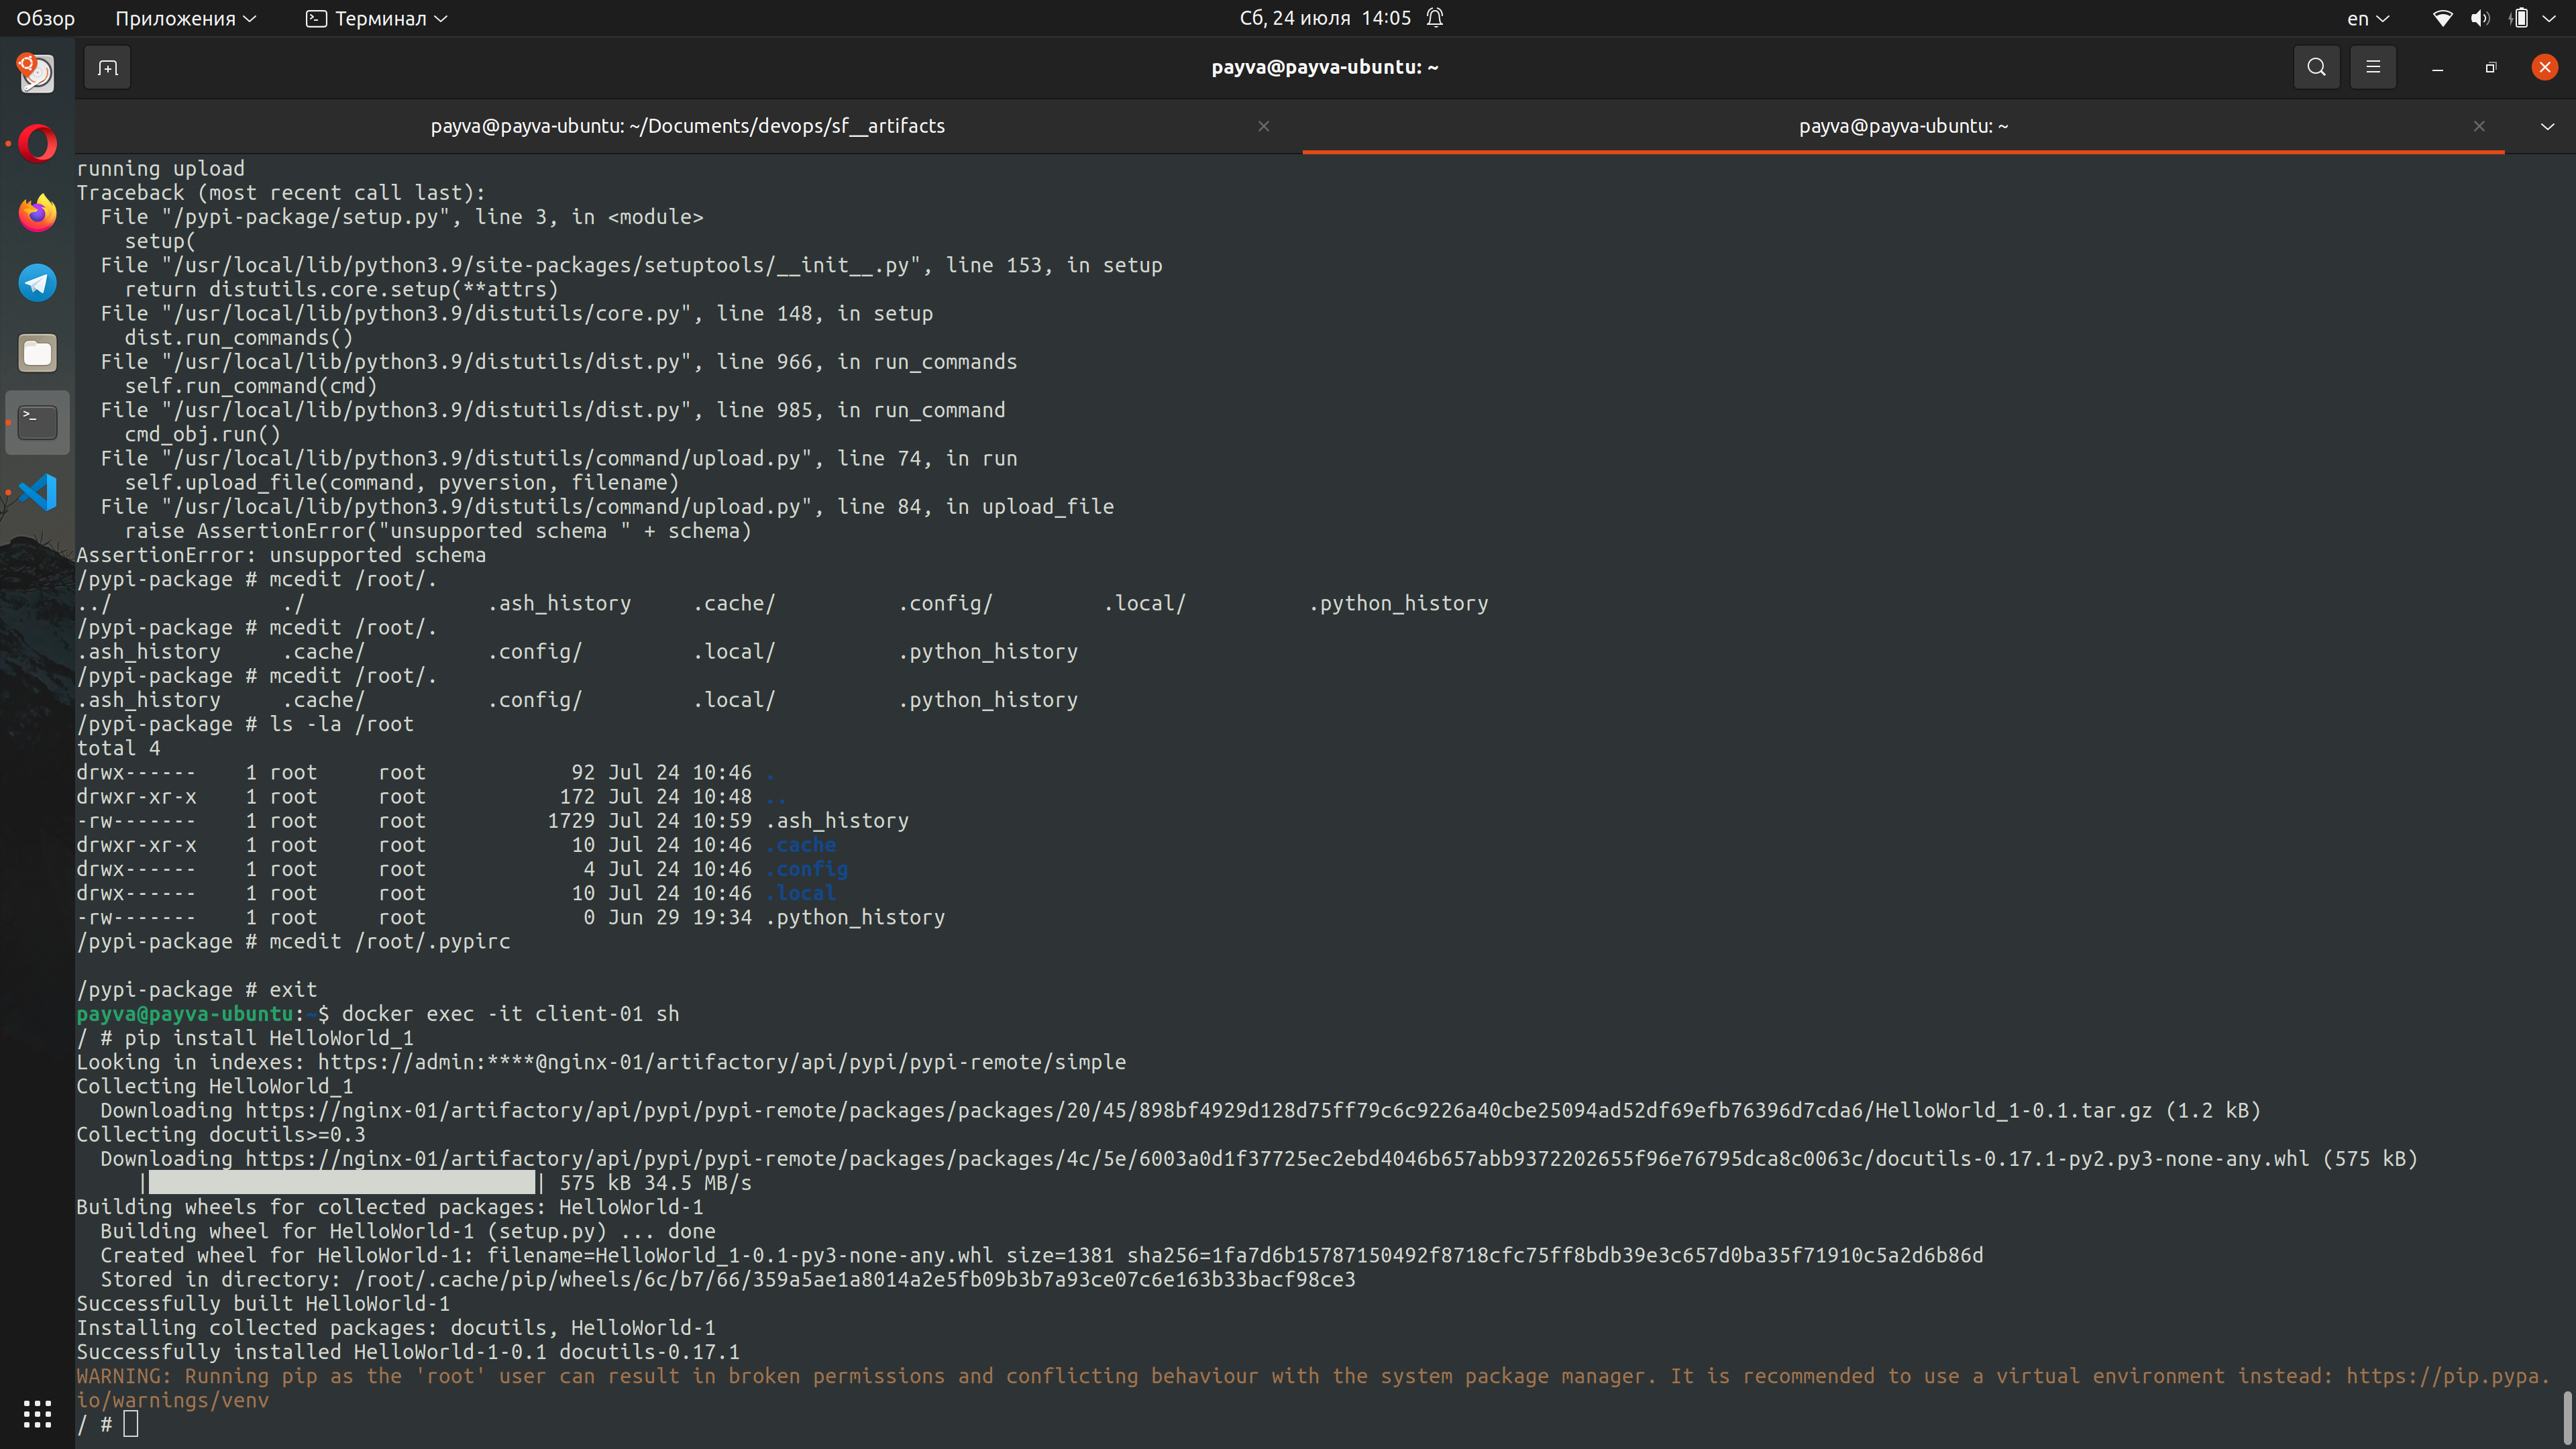 Обзор Приложения Терминал Сб, 24 июля 14:05 en
payva@payva-ubuntu: ~
payva@payva-ubuntu: ~/Documents/devops/sf__artifacts payva@payva-ubuntu: ~
running upload
Traceback (most recent call last):
  File "/pypi-package/setup.py", line 3, in <module>
    setup(
  File "/usr/local/lib/python3.9/site-packages/setuptools/__init__.py", line 153, in setup
    return distutils.core.setup(**attrs)
  File "/usr/local/lib/python3.9/distutils/core.py", line 148, in setup
    dist.run_commands()
  File "/usr/local/lib/python3.9/distutils/dist.py", line 966, in run_commands
    self.run_command(cmd)
  File "/usr/local/lib/python3.9/distutils/dist.py", line 985, in run_command
    cmd_obj.run()
  File "/usr/local/lib/python3.9/distutils/command/upload.py", line 74, in run
    self.upload_file(command, pyversion, filename)
  File "/usr/local/lib/python3.9/distutils/command/upload.py", line 84, in upload_file
    raise AssertionError("unsupported schema " + schema)
AssertionError: unsupported schema
/pypi-package # mcedit /root/.
../ ./ .ash_history .cache/ .config/ .local/ .python_history
/pypi-package # mcedit /root/.
.ash_history .cache/ .config/ .local/ .python_history
/pypi-package # mcedit /root/.
.ash_history .cache/ .config/ .local/ .python_history
/pypi-package # ls -la /root
total 4
drwx------ 1 root root 92 Jul 24 10:46 .
drwxr-xr-x 1 root root 172 Jul 24 10:48 ..
-rw------- 1 root root 1729 Jul 24 10:59 .ash_history
drwxr-xr-x 1 root root 10 Jul 24 10:46 .cache
drwx------ 1 root root 4 Jul 24 10:46 .config
drwx------ 1 root root 10 Jul 24 10:46 .local
-rw------- 1 root root 0 Jun 29 19:34 .python_history
/pypi-package # mcedit /root/.pypirc
/pypi-package # exit
payva@payva-ubuntu:~$ docker exec -it client-01 sh
/ # pip install HelloWorld_1
Looking in indexes: https://admin:****@nginx-01/artifactory/api/pypi/pypi-remote/simple
Collecting HelloWorld_1
  Downloading https://nginx-01/artifactory/api/pypi/pypi-remote/packages/packages/20/45/898bf4929d128d75ff79c6c9226a40cbe25094ad52df69efb76396d7cda6/HelloWorld_1-0.1.tar.gz (1.2 kB)
Collecting docutils>=0.3
  Downloading https://nginx-01/artifactory/api/pypi/pypi-remote/packages/packages/4c/5e/6003a0d1f37725ec2ebd4046b657abb9372202655f96e76795dca8c0063c/docutils-0.17.1-py2.py3-none-any.whl (575 kB)
     | | 575 kB 34.5 MB/s
Building wheels for collected packages: HelloWorld-1
  Building wheel for HelloWorld-1 (setup.py) ... done
  Created wheel for HelloWorld-1: filename=HelloWorld_1-0.1-py3-none-any.whl size=1381 sha256=1fa7d6b15787150492f8718cfc75ff8bdb39e3c657d0ba35f71910c5a2d6b86d
  Stored in directory: /root/.cache/pip/wheels/6c/b7/66/359a5ae1a8014a2e5fb09b3b7a93ce07c6e163b33bacf98ce3
Successfully built HelloWorld-1
Installing collected packages: docutils, HelloWorld-1
Successfully installed HelloWorld-1-0.1 docutils-0.17.1
WARNING: Running pip as the 'root' user can result in broken permissions and conflicting behaviour with the system package manager. It is recommended to use a virtual environment instead: https://pip.pypa.
io/warnings/venv
/ #